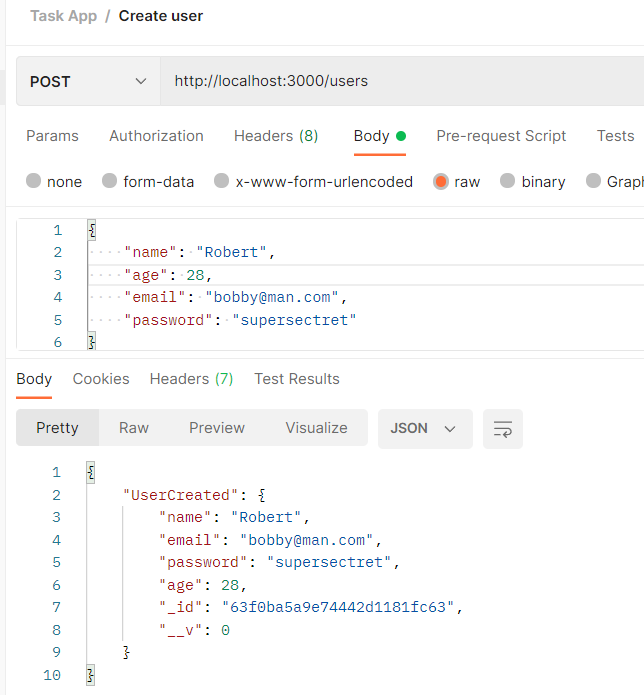 Task App / Create user
POST http://localhost:3000/users
Params Authorization Headers (8) Body Pre-request Script Tests
none form-data x-www-form-urlencoded raw binary Graph
1 {
2 "name": "Robert",
3 "age": 28,
4 "email": "bobby@man.com",
5 "password": "supersectret"
6 }
Body Cookies Headers (7) Test Results
Pretty Raw Preview Visualize JSON
1 {
2 "UserCreated": {
3 "name": "Robert",
4 "email": "bobby@man.com",
5 "password": "supersectret",
6 "age": 28,
7 "_id": "63f0ba5a9e74442d1181fc63",
8 "__v": 0
9 }
10 }